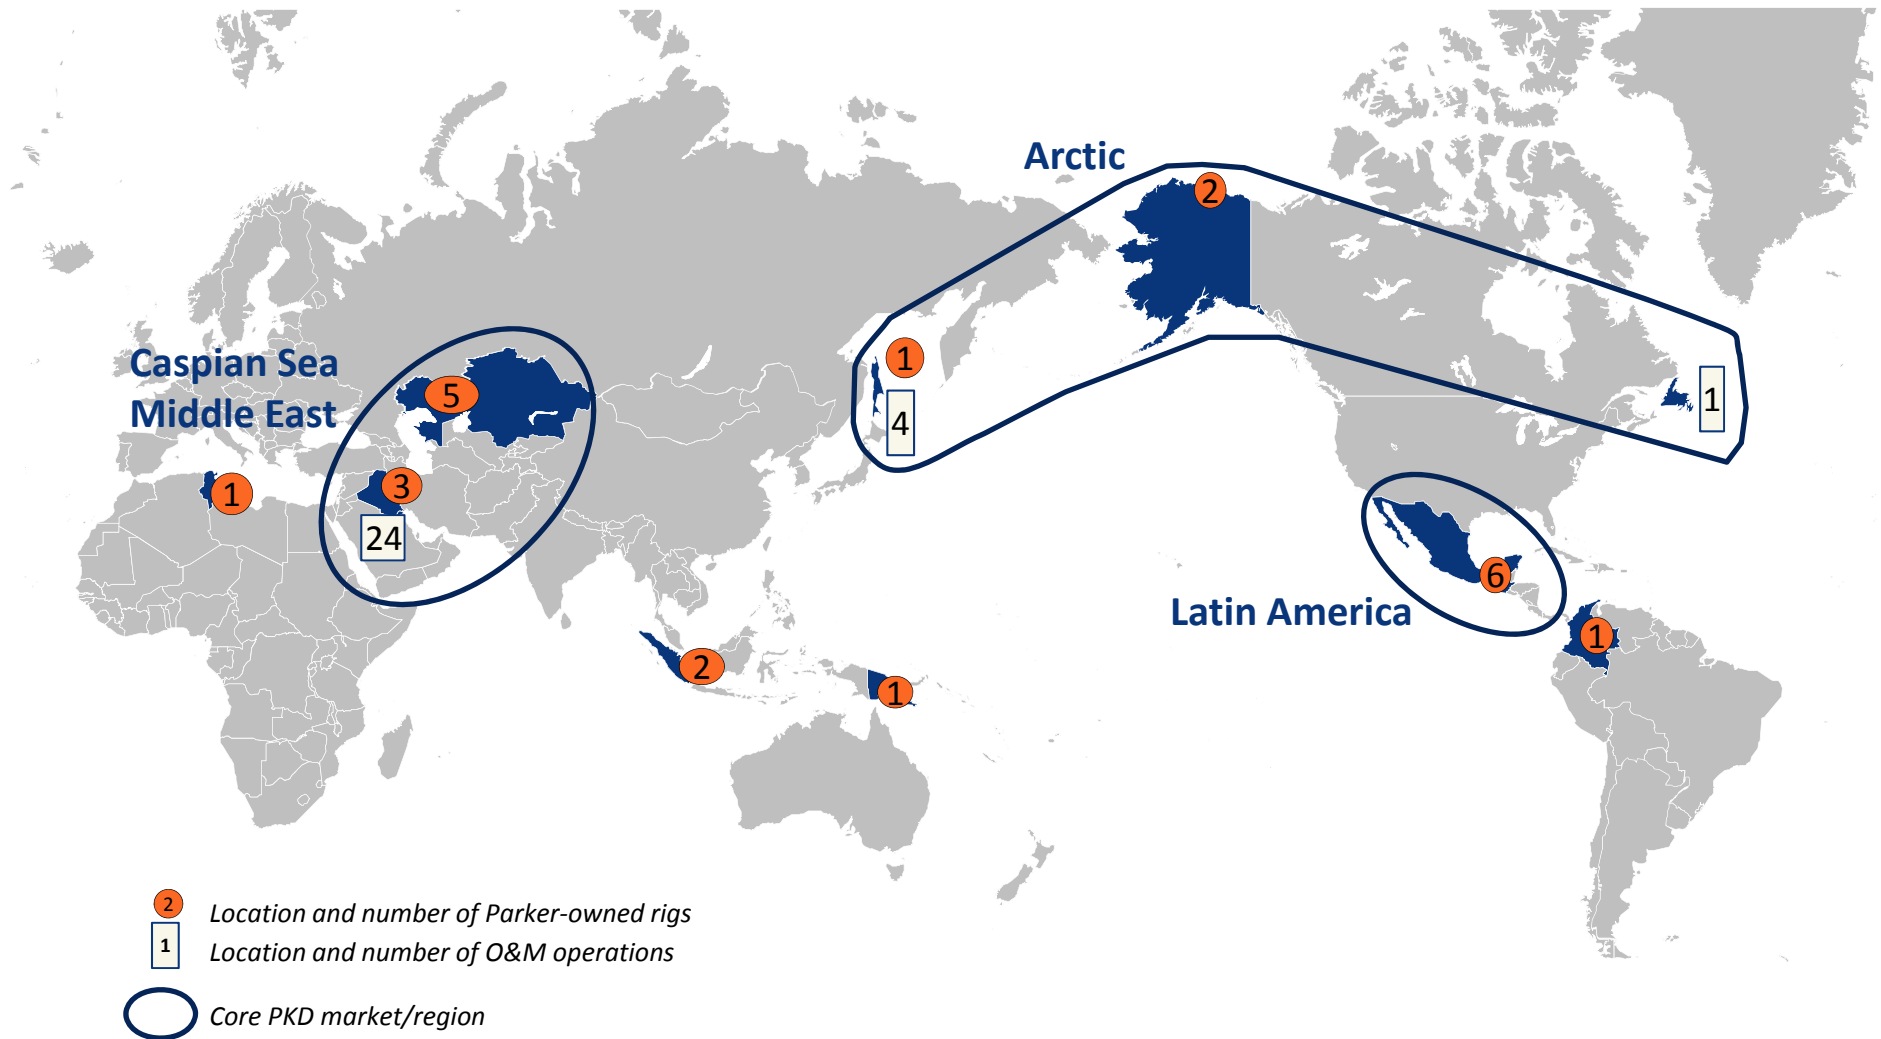 Arctic
2
Caspian Sea
Middle East
1
5
4
1
3
1
24
6
Latin America
1
2
1
2
Location and number of Parker-owned rigs
1
Location and number of O&M operations
Core PKD market/region